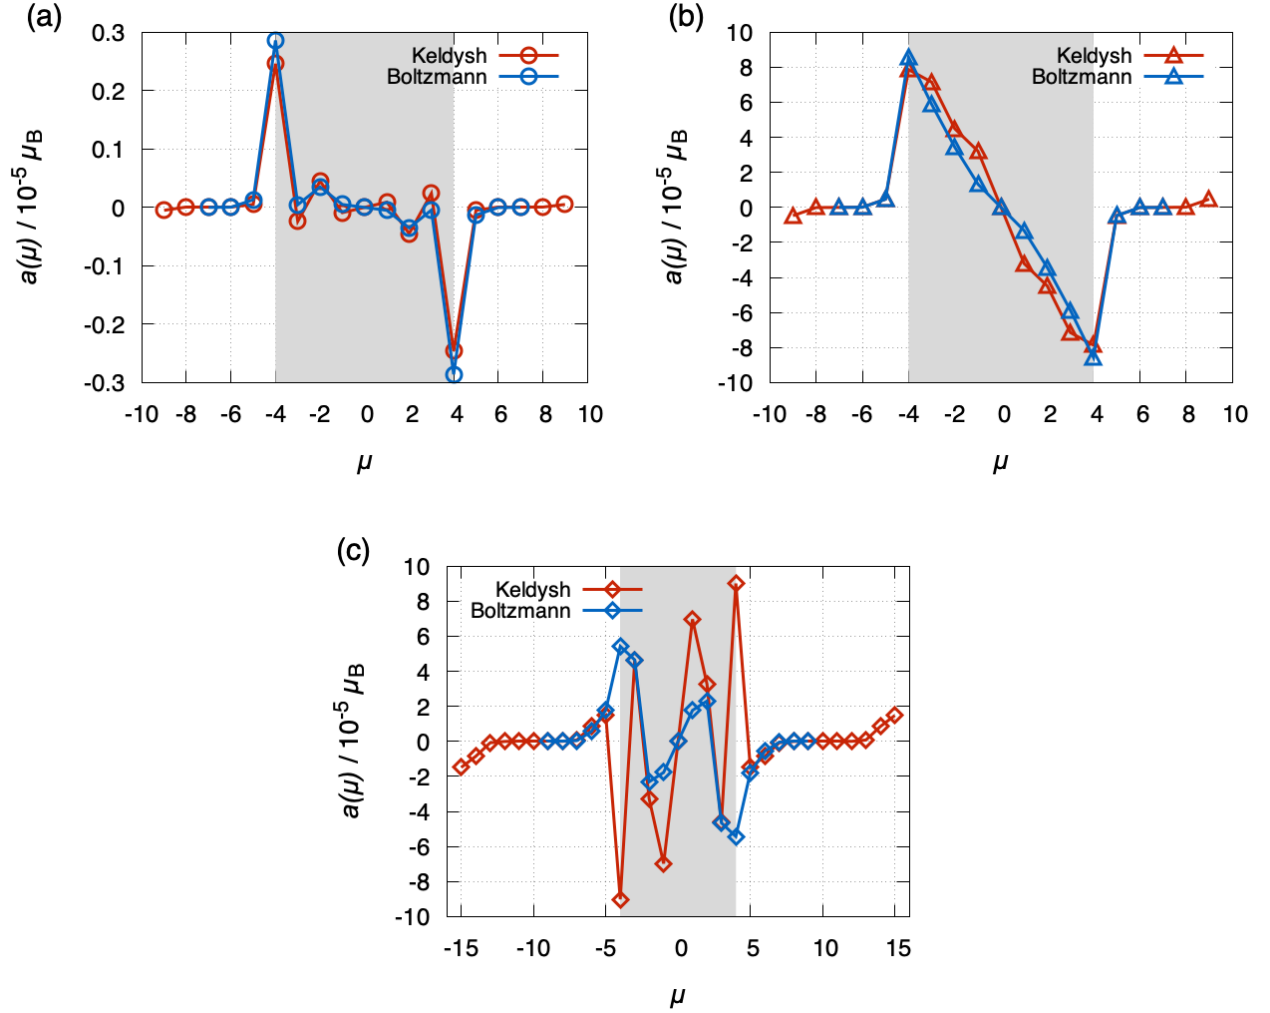 (a)
0.3
0.2
0.1
0
-0.1
-0.2
-0.3
a(μ) / 10⁻⁵ μB
Keldysh
Boltzmann
-10 -8 -6 -4 -2 0 2 4 6 8 10
μ
(b)
10
8
6
4
2
0
-2
-4
-6
-8
-10
a(μ) / 10⁻⁵ μB
Keldysh
Boltzmann
-10 -8 -6 -4 -2 0 2 4 6 8 10
μ
(c)
10
8
6
4
2
0
-2
-4
-6
-8
-10
a(μ) / 10⁻⁵ μB
Keldysh
Boltzmann
-15 -10 -5 0 5 10 15
μ